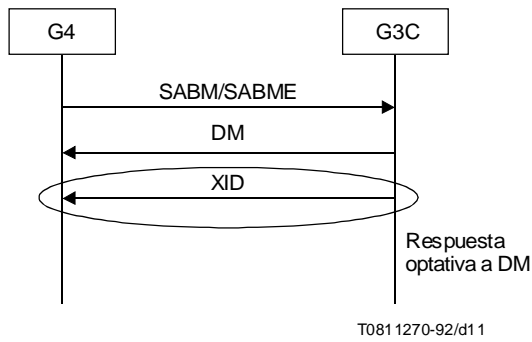 G4
G3C
SABM/SABME
DM
XID
Respuesta
optativa a DM
T0811270-92/d11